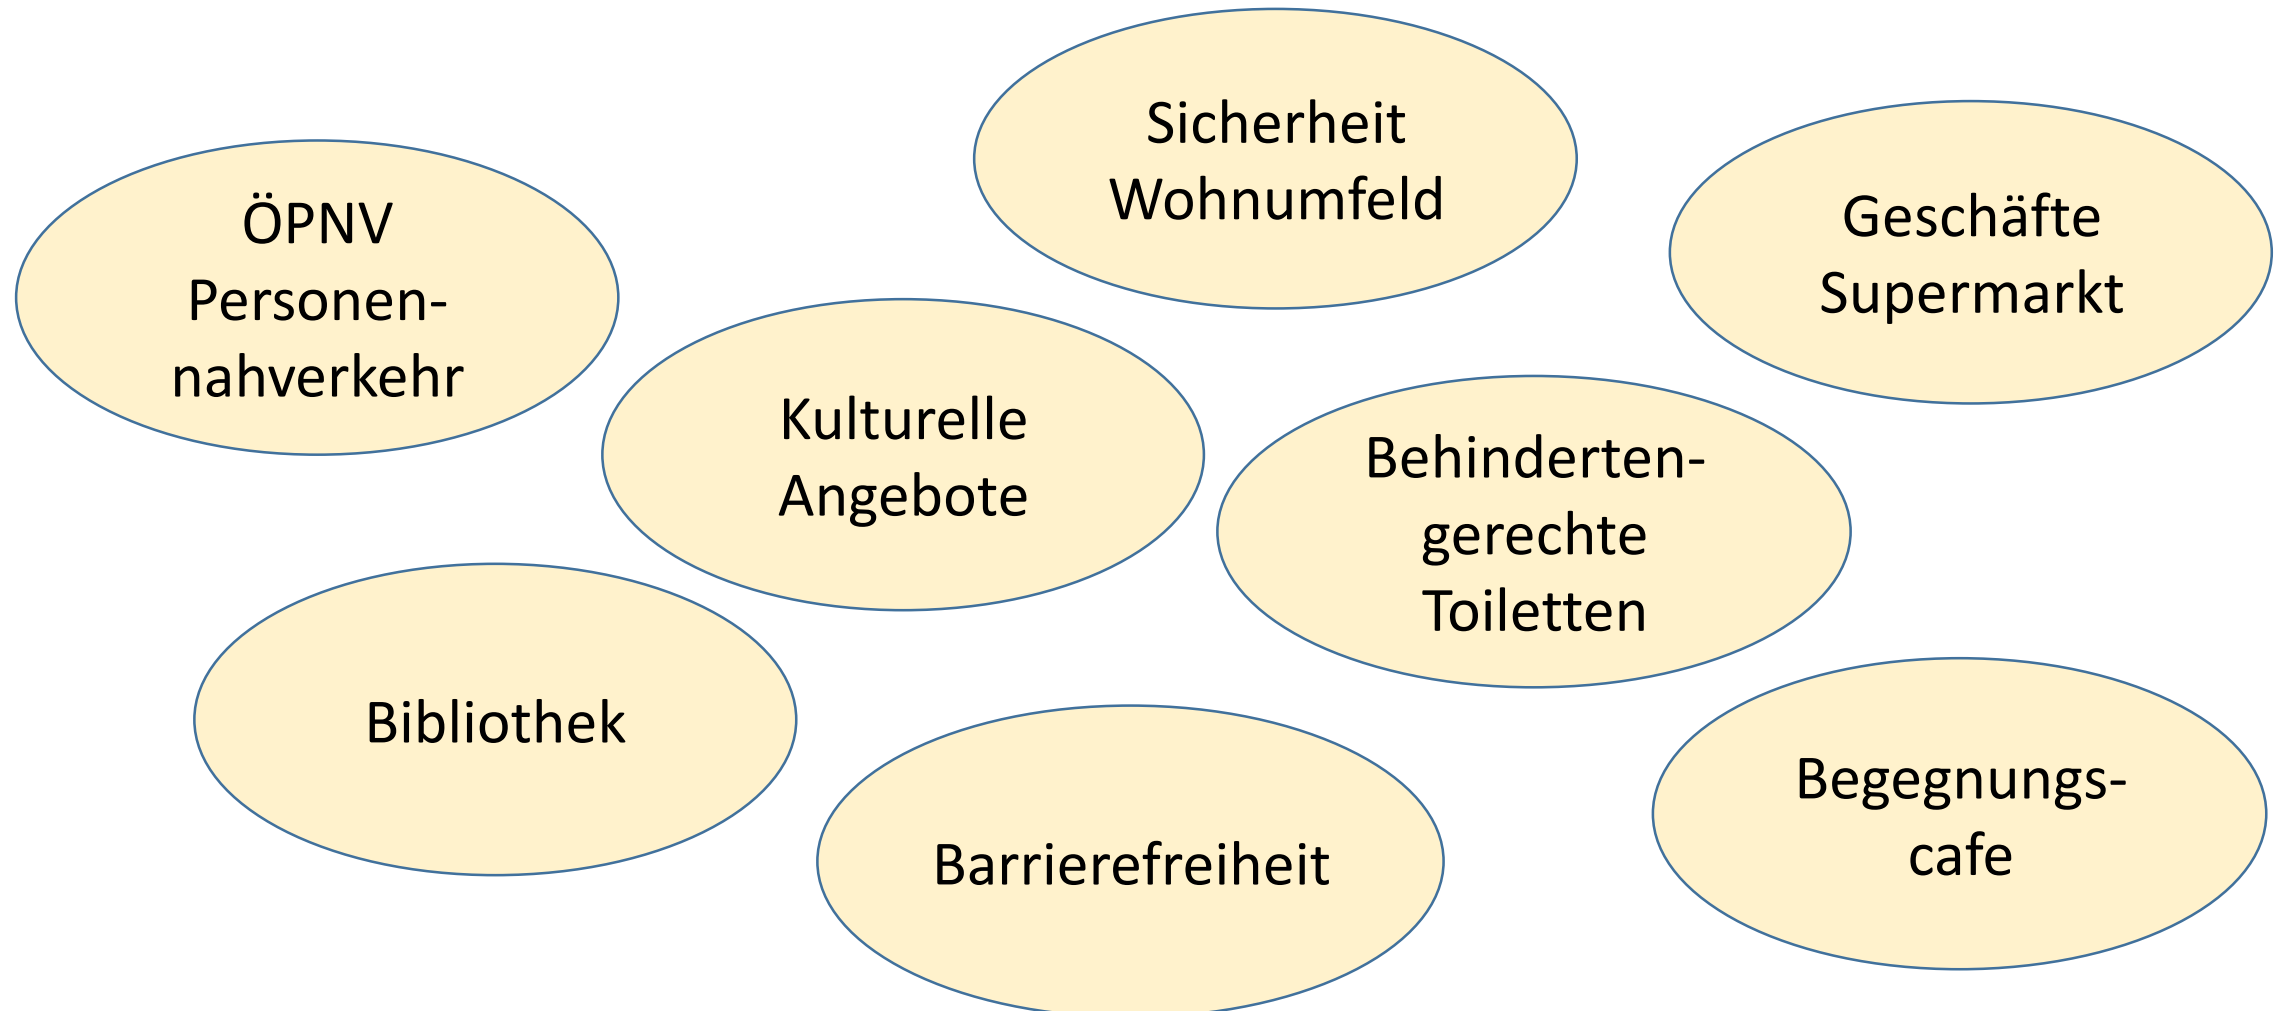 Sicherheit
Wohnumfeld
Geschäfte
Supermarkt
ÖPNV
Personen-
nahverkehr
Kulturelle
Angebote
Behinderten-
gerechte
Toiletten
Bibliothek
Barrierefreiheit
Begegnungs-
cafe